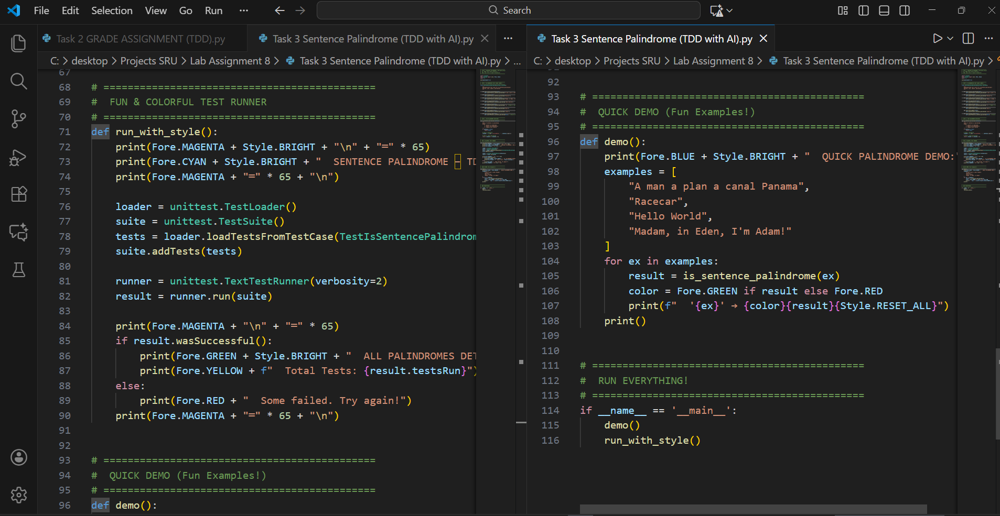 File Edit Selection View Go Run ··· Search
Task 2 GRADE ASSIGNMENT (TDD).py
Task 3 Sentence Palindrome (TDD with AI).py
C: > desktop > Projects SRU > Lab Assignment 8 > Task 3 Sentence Palindrome (TDD with AI).py > ...
67
68 # =============================================
69 #  FUN & COLORFUL TEST RUNNER
70 # =============================================
71 def run_with_style():
72     print(Fore.MAGENTA + Style.BRIGHT + "\n" + "=" * 65)
73     print(Fore.CYAN + Style.BRIGHT + "  SENTENCE PALINDROME – TD
74     print(Fore.MAGENTA + "=" * 65 + "\n")
75
76     loader = unittest.TestLoader()
77     suite = unittest.TestSuite()
78     tests = loader.loadTestsFromTestCase(TestIsSentencePalindrom
79     suite.addTests(tests)
80
81     runner = unittest.TextTestRunner(verbosity=2)
82     result = runner.run(suite)
83
84     print(Fore.MAGENTA + "\n" + "=" * 65)
85     if result.wasSuccessful():
86         print(Fore.GREEN + Style.BRIGHT + "  ALL PALINDROMES DET
87         print(Fore.YELLOW + f"  Total Tests: {result.testsRun}")
88     else:
89         print(Fore.RED + "  Some failed. Try again!")
90     print(Fore.MAGENTA + "=" * 65 + "\n")
91
92
93 # =============================================
94 #  QUICK DEMO (Fun Examples!)
95 # =============================================
96 def demo():
Task 3 Sentence Palindrome (TDD with AI).py
C: > desktop > Projects SRU > Lab Assignment 8 > Task 3 Sentence Palindrome (TDD with AI).py >
92
93 # =============================================
94 #  QUICK DEMO (Fun Examples!)
95 # =============================================
96 def demo():
97     print(Fore.BLUE + Style.BRIGHT + "  QUICK PALINDROME DEMO:"
98     examples = [
99         "A man a plan a canal Panama",
100         "Racecar",
101         "Hello World",
102         "Madam, in Eden, I'm Adam!"
103     ]
104     for ex in examples:
105         result = is_sentence_palindrome(ex)
106         color = Fore.GREEN if result else Fore.RED
107         print(f"  '{ex}' → {color}{result}{Style.RESET_ALL}")
108     print()
109
110
111 # =============================================
112 #  RUN EVERYTHING!
113 # =============================================
114 if __name__ == '__main__':
115     demo()
116     run_with_style()